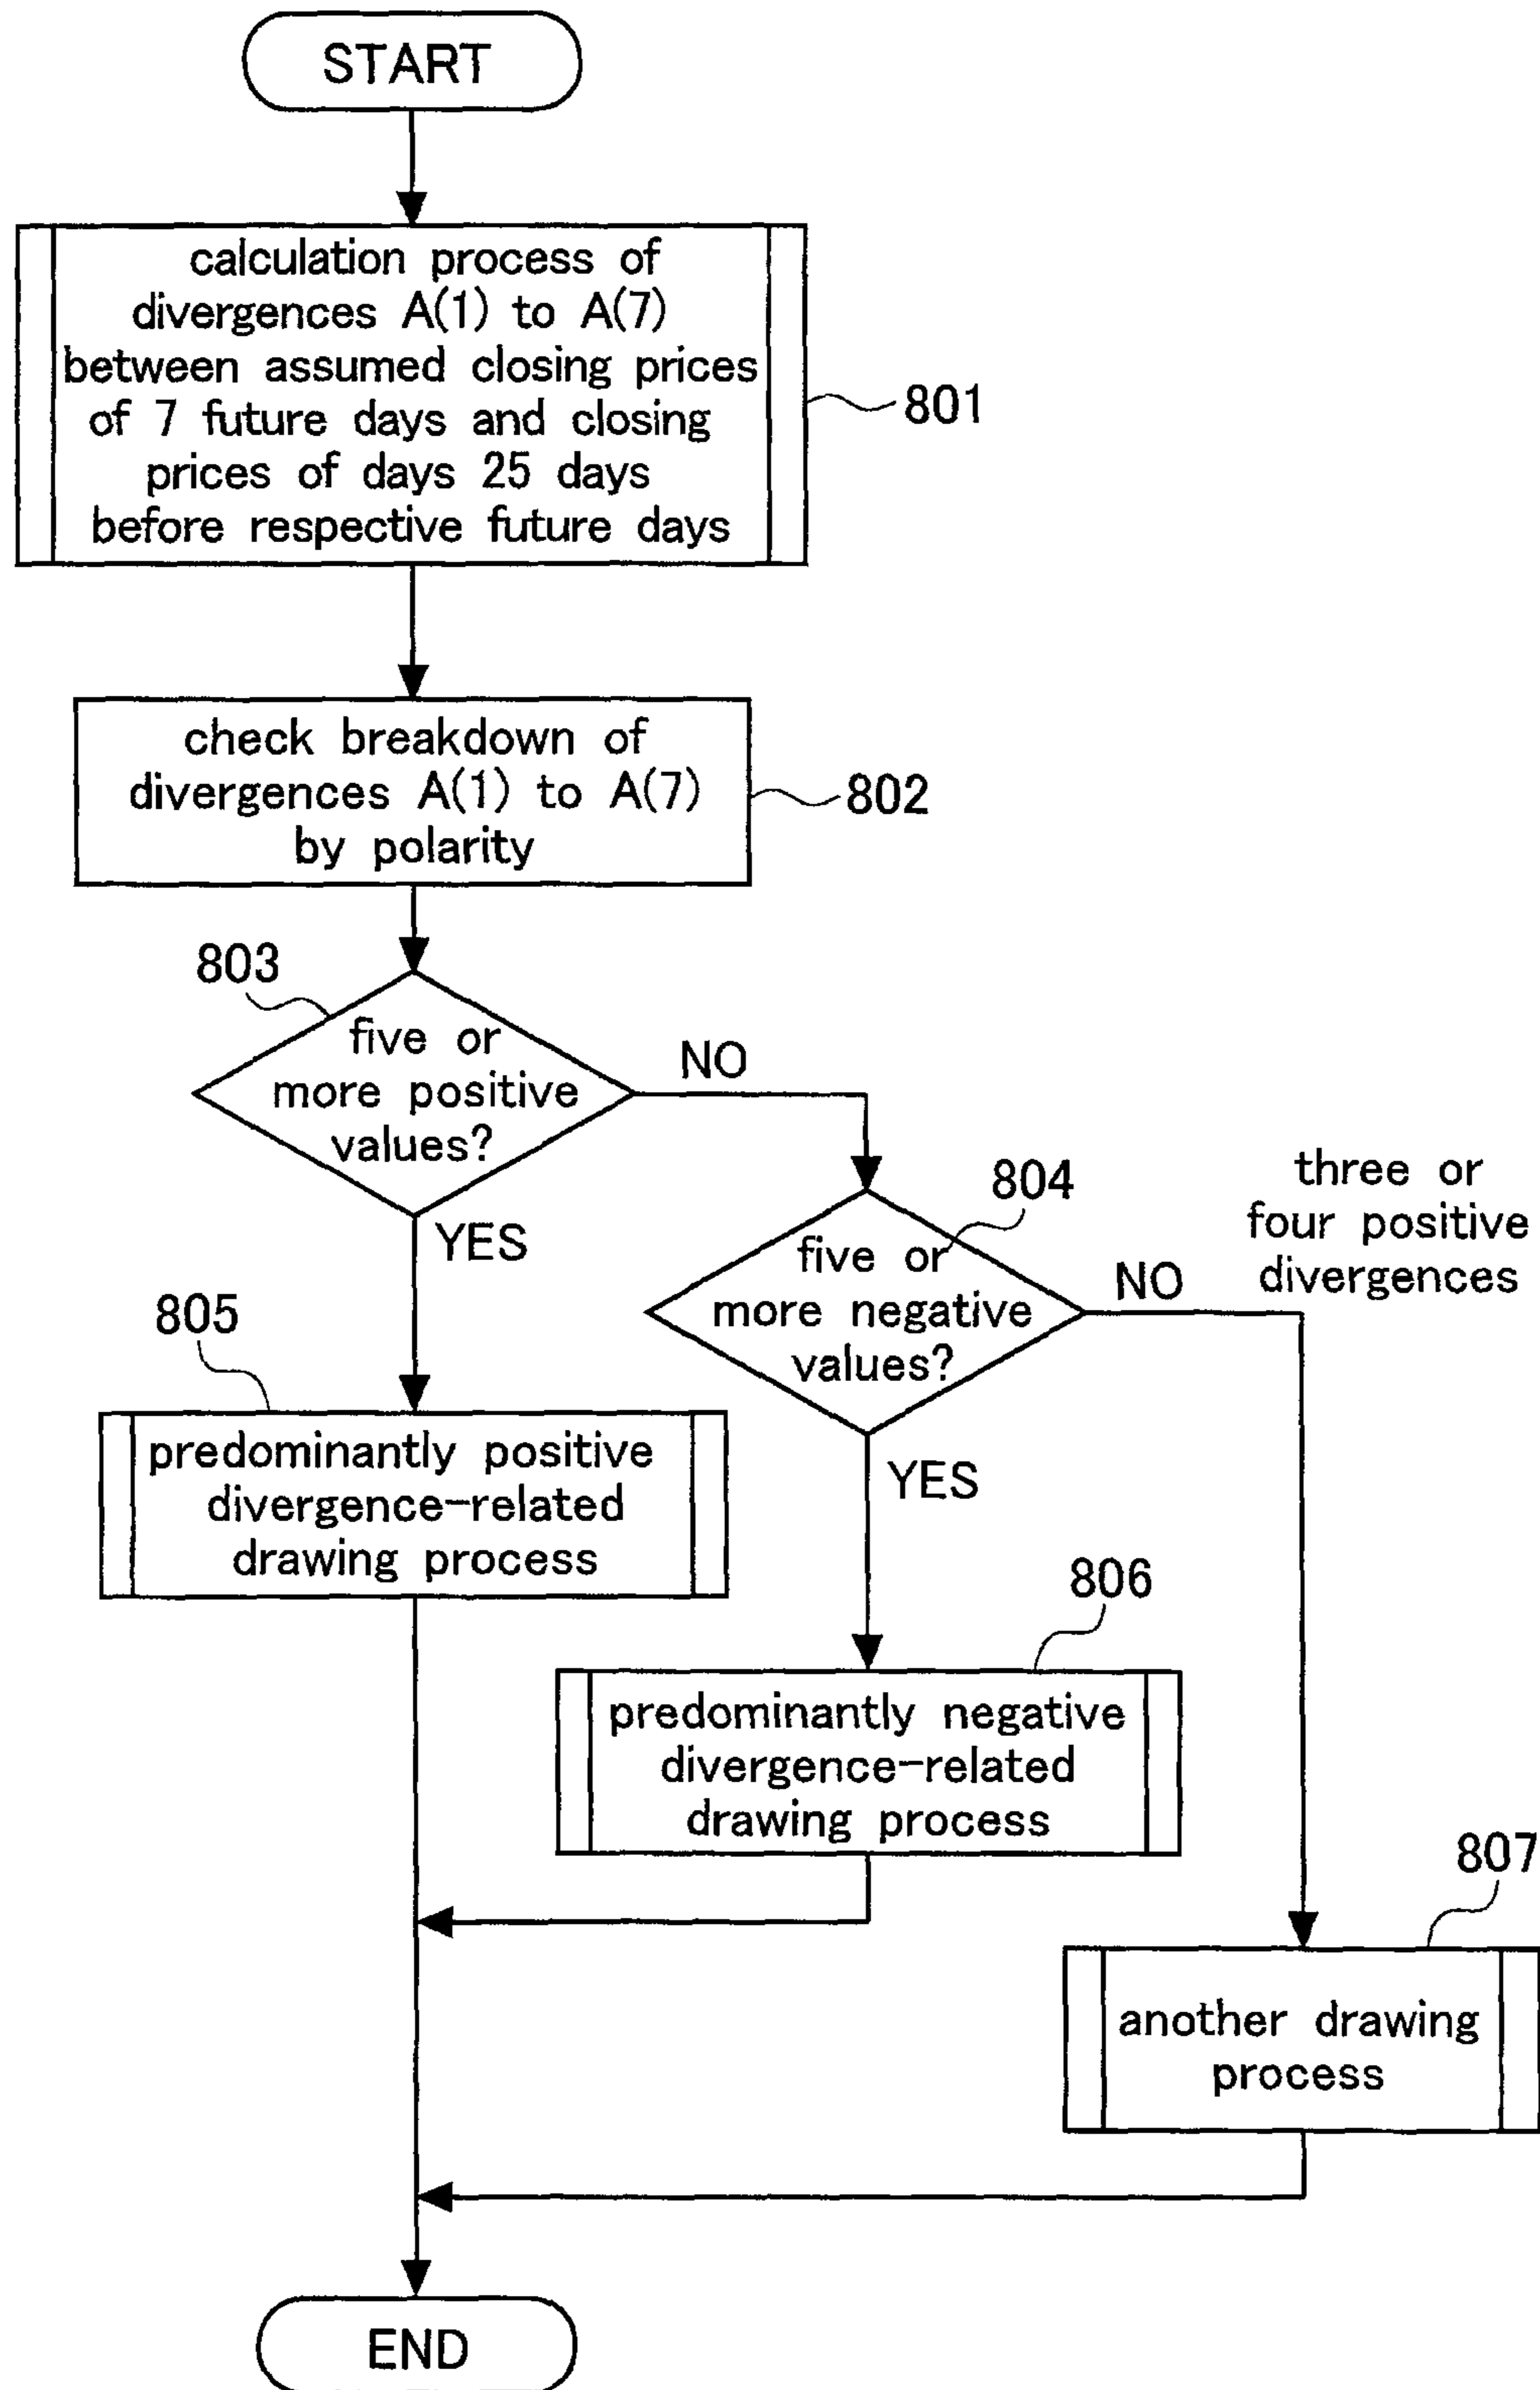 START
calculation process of
divergences A(1) to A(7)
between assumed closing prices
of 7 future days and closing
prices of days 25 days
before respective future days
801
check breakdown of
divergences A(1) to A(7)
by polarity
802
803
five or
more positive
values?
NO
YES
804
five or
more negative
values?
NO
three or
four positive
divergences
YES
805
predominantly positive
divergence-related
drawing process
806
predominantly negative
divergence-related
drawing process
807
another drawing
process
END